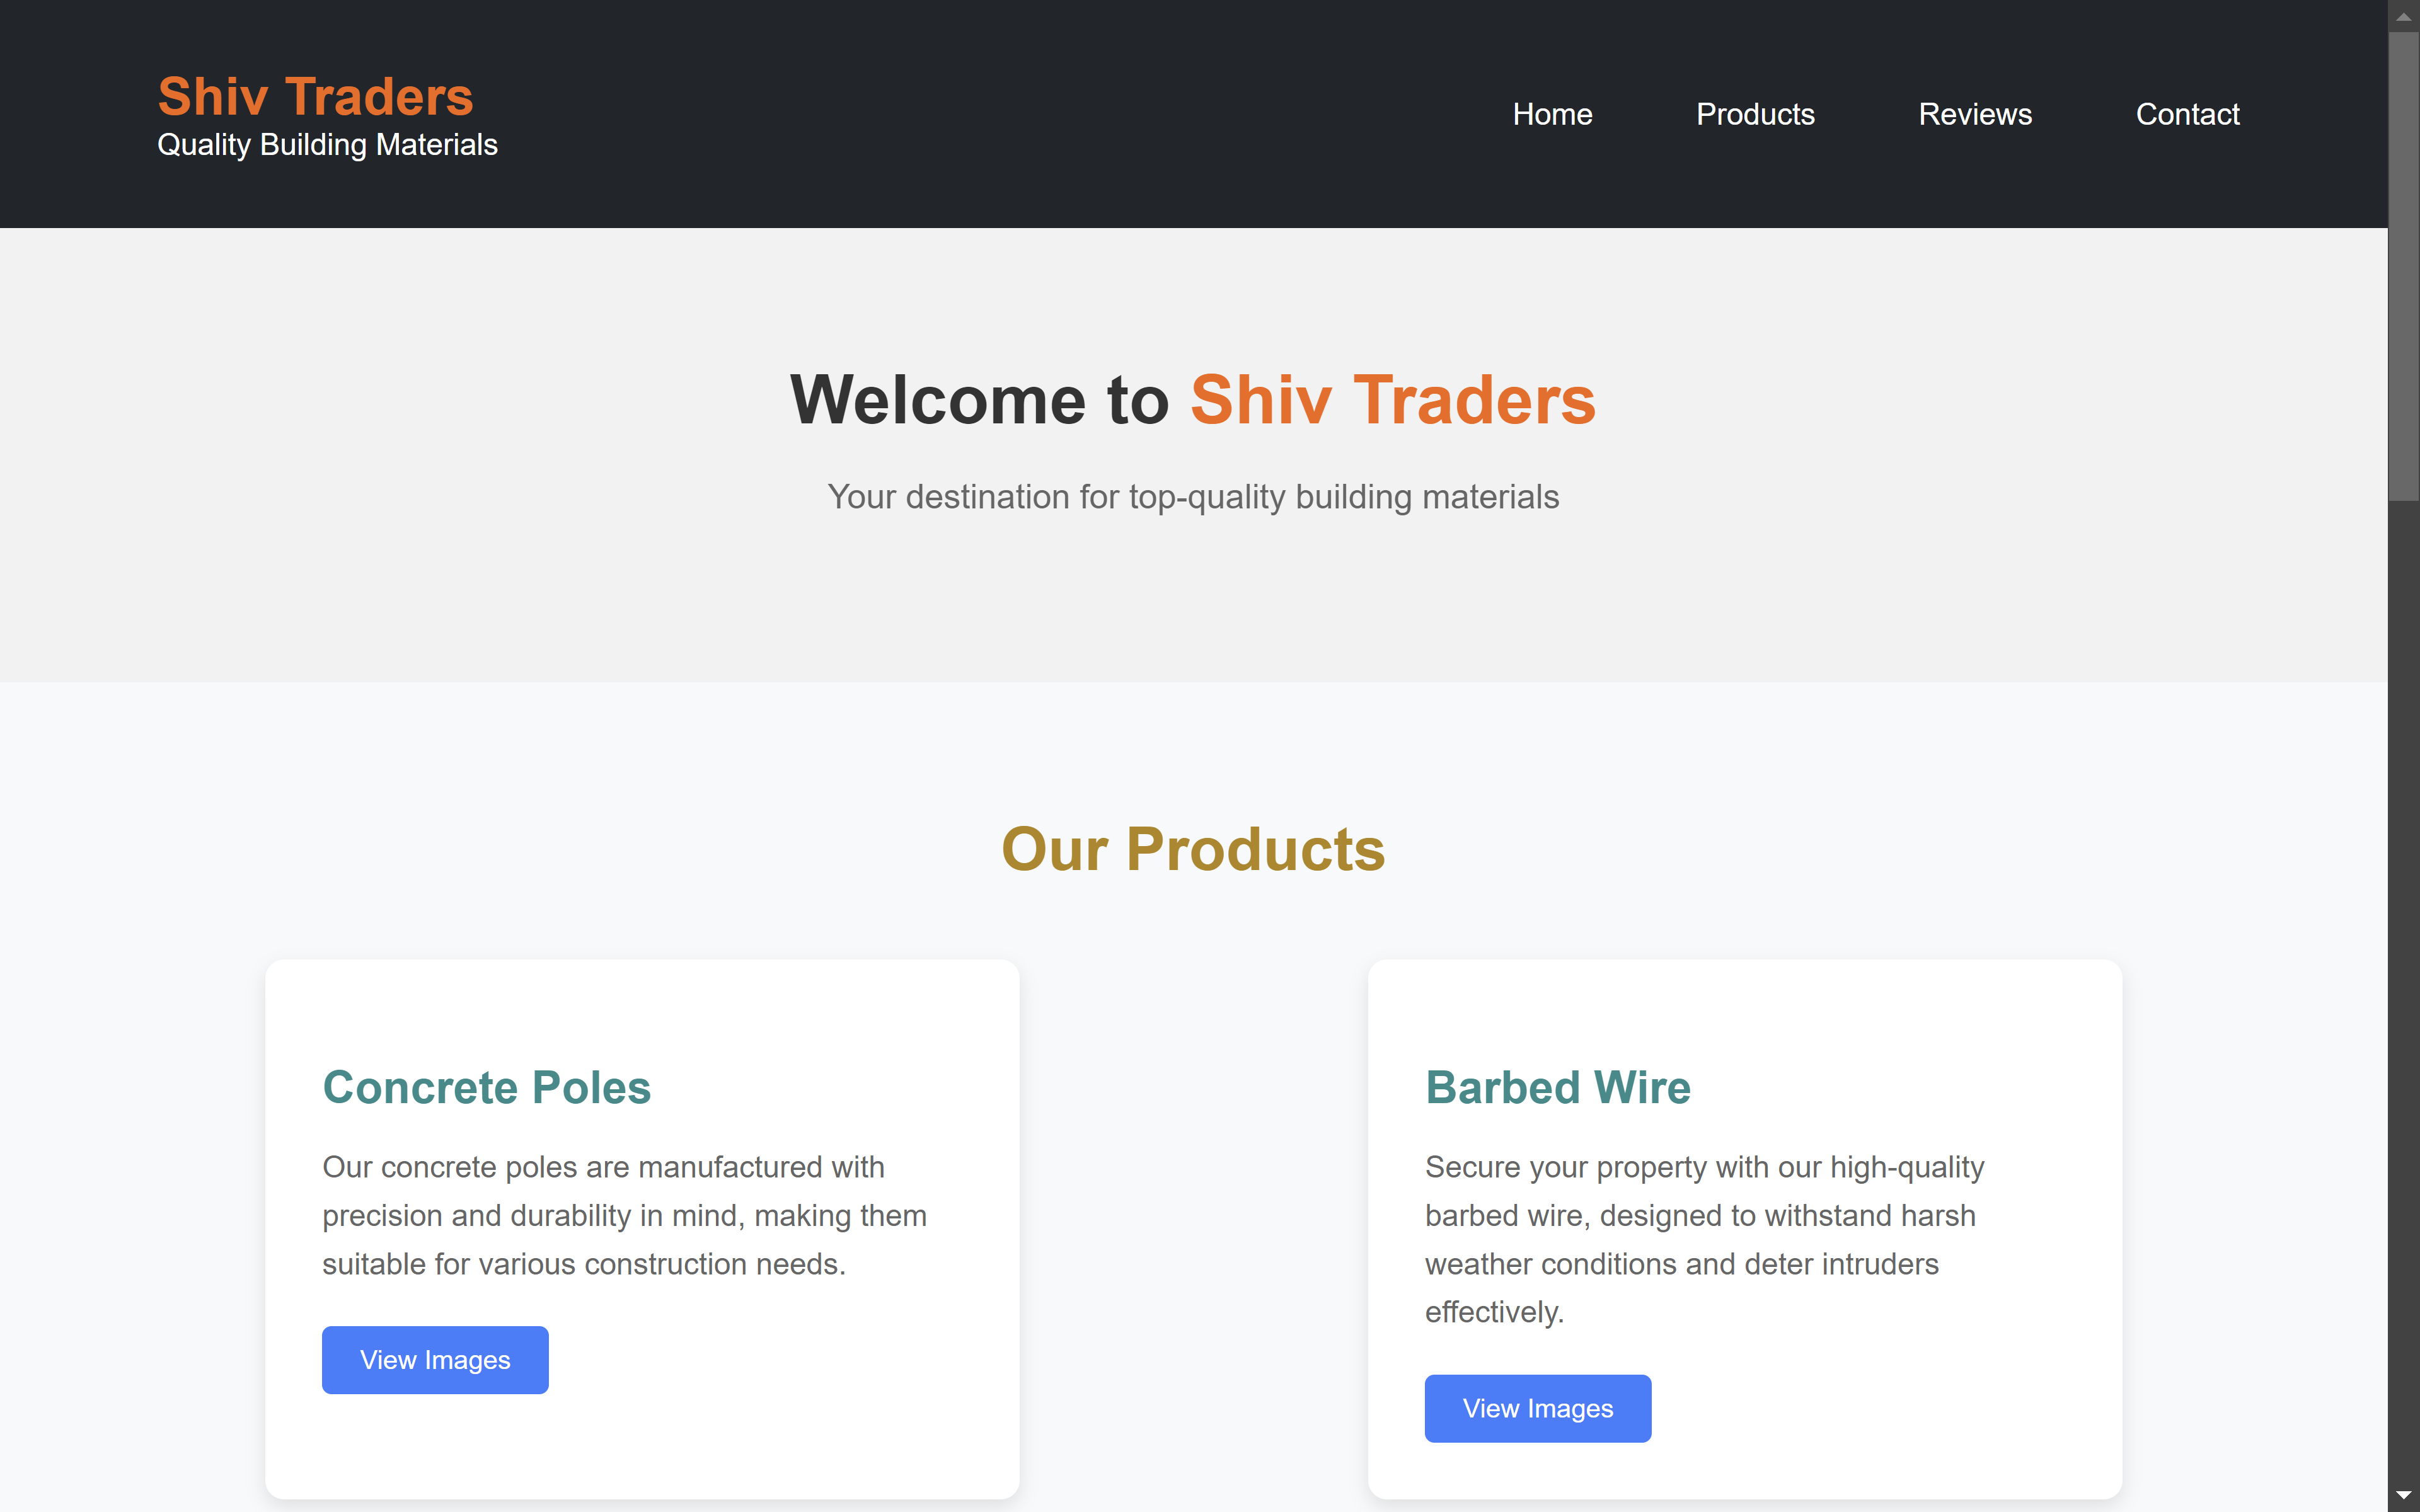 Shiv Traders
Quality Building Materials
Home
Products
Reviews
Contact
Welcome to Shiv Traders
Your destination for top-quality building materials
Our Products
Concrete Poles
Our concrete poles are manufactured with
precision and durability in mind, making them
suitable for various construction needs.
View Images
Barbed Wire
Secure your property with our high-quality
barbed wire, designed to withstand harsh
weather conditions and deter intruders
effectively.
View Images